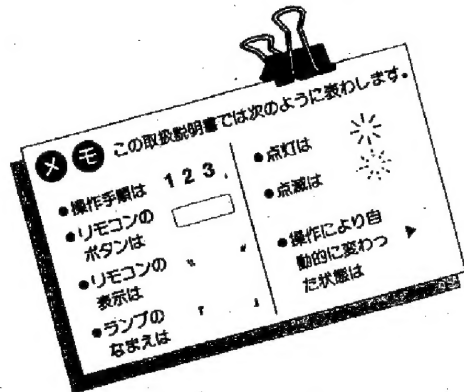 メモ この取扱説明書では次のように表わします。
●操作手順は 1 2 3.
●リモコンの
ボタンは
●リモコンの
表示は “ ”
●ランプの
なまえは 「 」
●点灯は
●点滅は
●操作により自
動的に変わっ
た状態は ▶